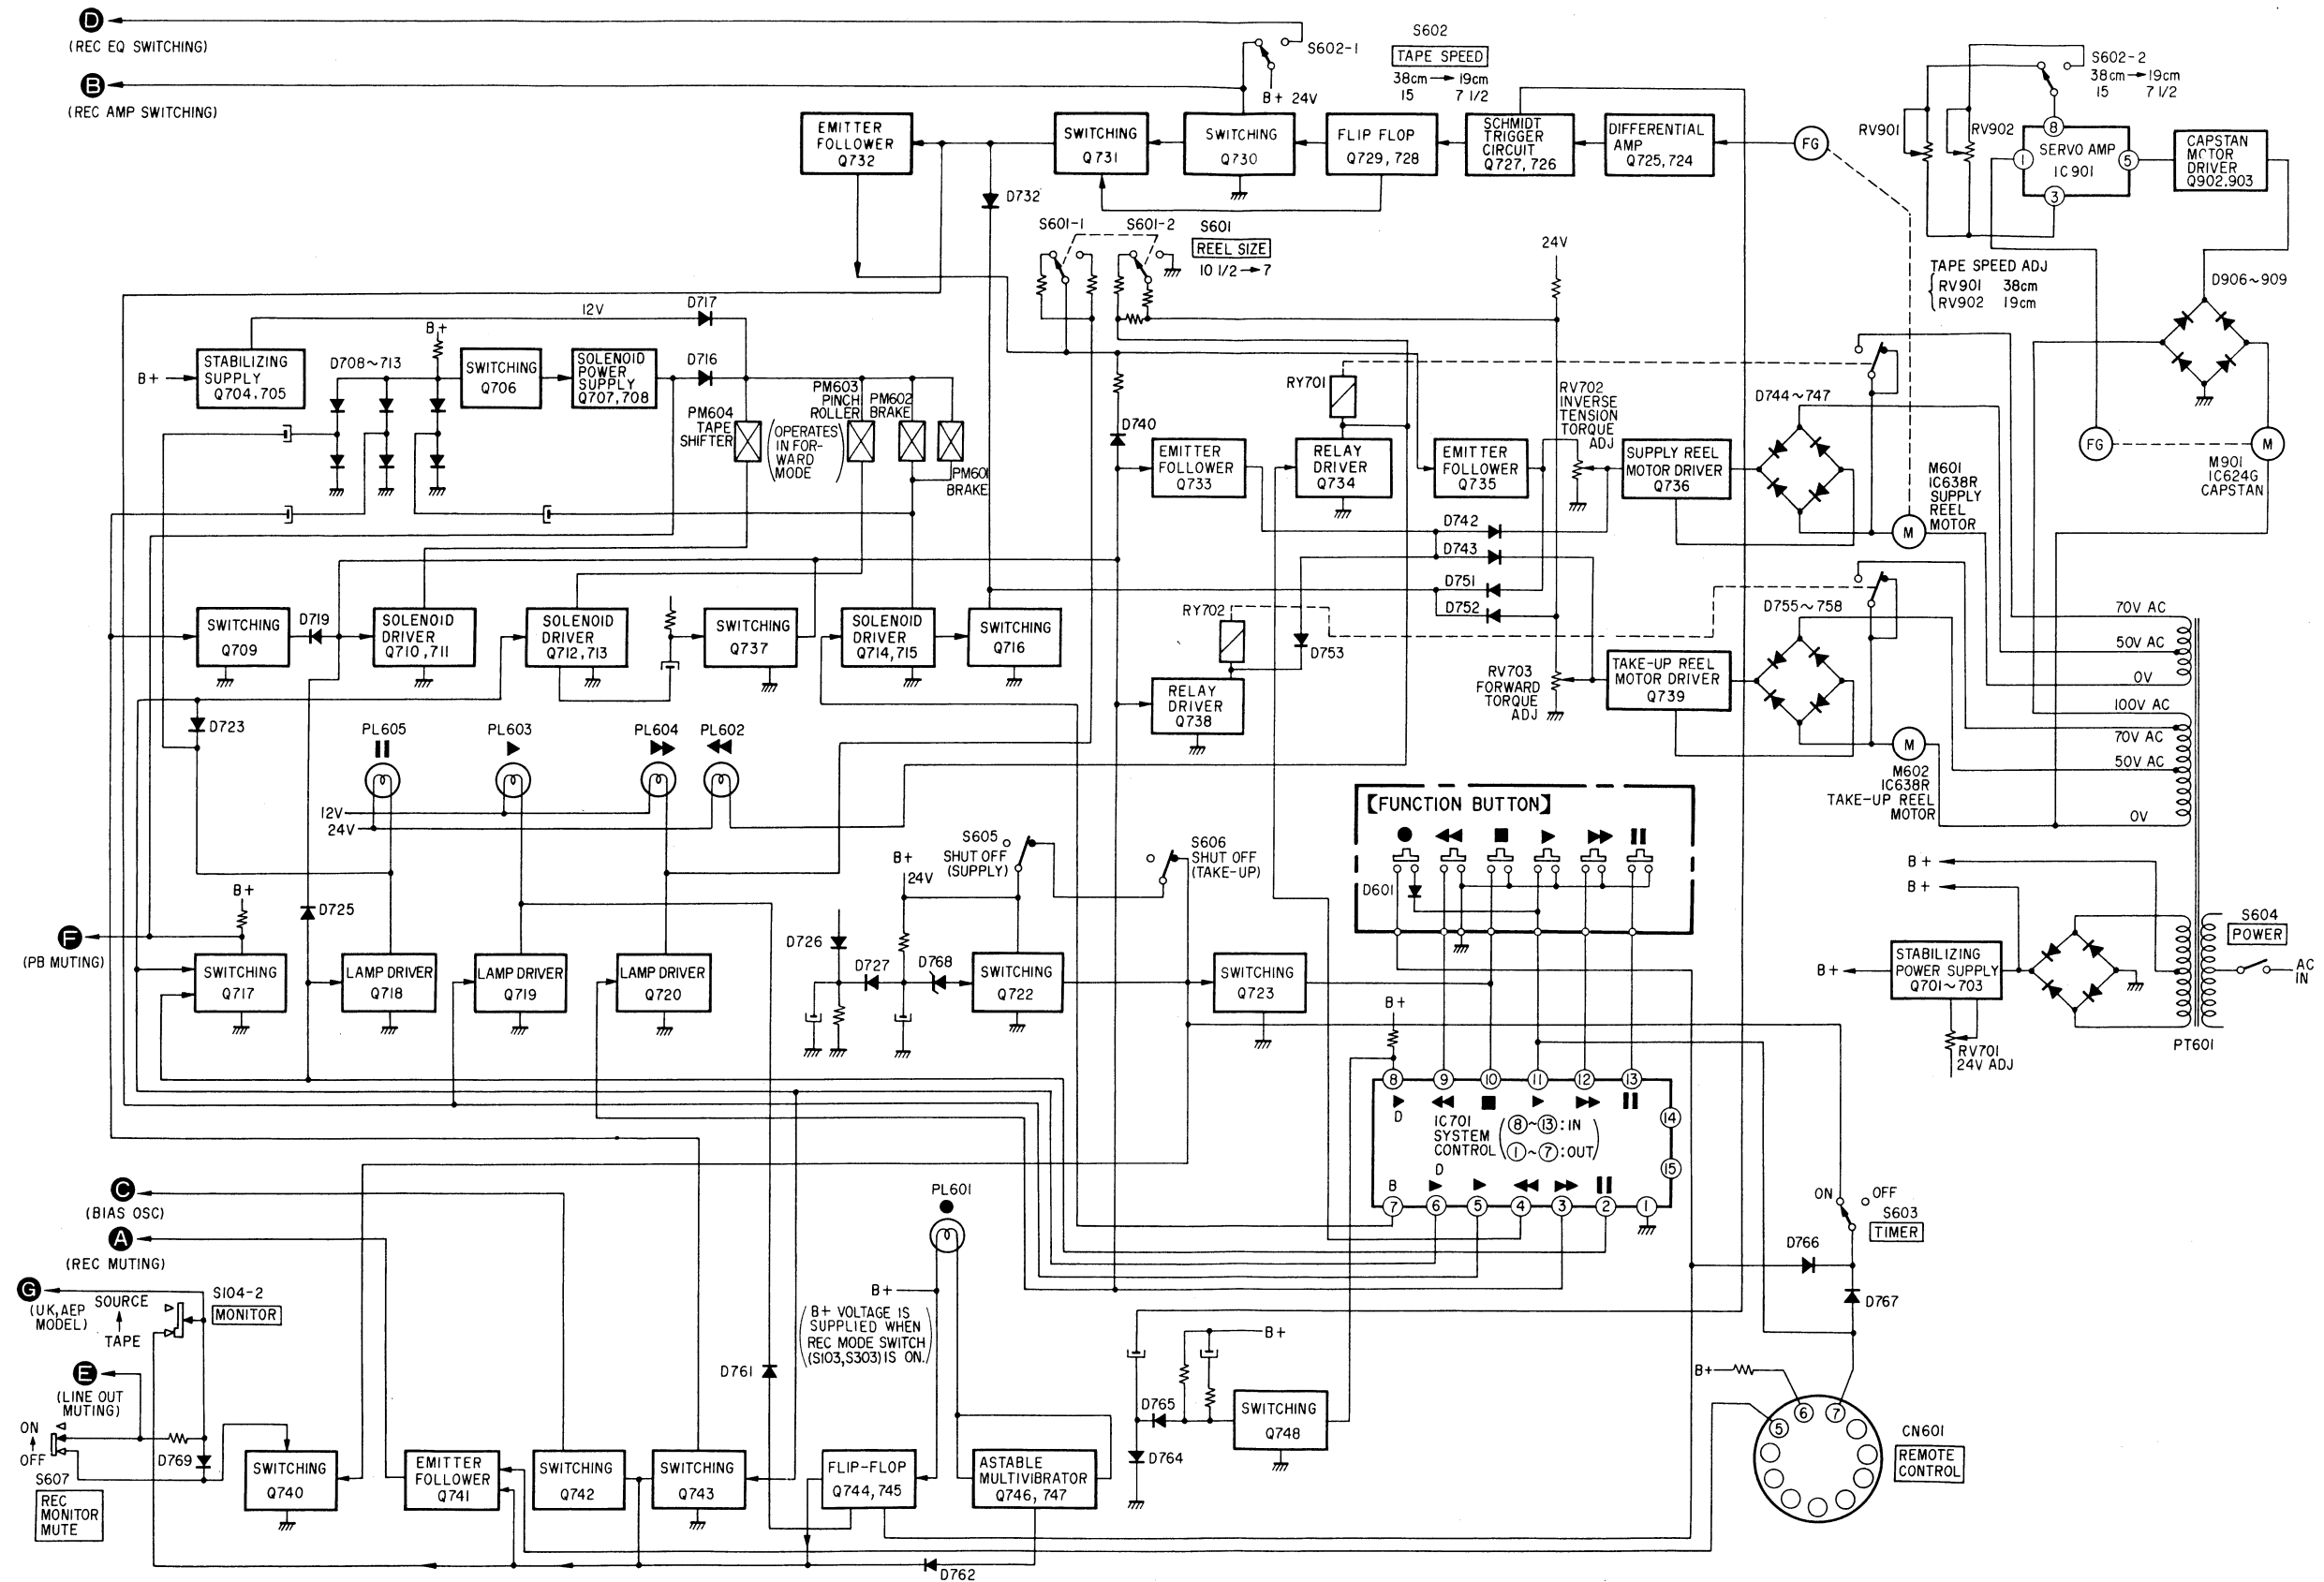 D
(REC EQ SWITCHING)
B
(REC AMP SWITCHING)
S602-1
B+ 24V
S602
TAPE SPEED
38cm → 19cm
15 7 1/2
S602-2
38cm → 19cm
15 7 1/2
EMITTER
FOLLOWER
Q732
SWITCHING
Q731
SWITCHING
Q730
FLIP FLOP
Q729, 728
SCHMIDT
TRIGGER
CIRCUIT
Q727, 726
DIFFERENTIAL
AMP
Q725, 724
FG
RV901
RV902
8
1
SERVO AMP
IC901
5
3
CAPSTAN
MOTOR
DRIVER
Q902,903
D732
S601-1
S601-2
S601
REEL SIZE
10 1/2 → 7
24V
TAPE SPEED ADJ
RV901 38cm
RV902 19cm
D906~909
12V
D717
B+
STABILIZING
SUPPLY
Q704,705
B+
D708~713
SWITCHING
Q706
SOLENOID
POWER
SUPPLY
Q707,708
D716
PM604
TAPE
SHIFTER
(OPERATES
IN FOR-
WARD
MODE)
PM603
PINCH
ROLLER
PM602
BRAKE
PM601
BRAKE
D740
RY701
EMITTER
FOLLOWER
Q733
RELAY
DRIVER
Q734
EMITTER
FOLLOWER
Q735
RV702
INVERSE
TENSION
TORQUE
ADJ
SUPPLY REEL
MOTOR DRIVER
Q736
D744~747
M601
IC638R
SUPPLY
REEL
MOTOR
M
FG
M
M901
IC624G
CAPSTAN
D742
D743
D751
D752
D753
RY702
SWITCHING
Q709
D719
SOLENOID
DRIVER
Q710,711
SOLENOID
DRIVER
Q712,713
SWITCHING
Q737
SOLENOID
DRIVER
Q714,715
SWITCHING
Q716
RELAY
DRIVER
Q738
RV703
FORWARD
TORQUE
ADJ
TAKE-UP REEL
MOTOR DRIVER
Q739
D755~758
M
M602
IC638R
TAKE-UP REEL
MOTOR
70V AC
50V AC
0V
100V AC
70V AC
50V AC
0V
D723
PL605
PL603
PL604
PL602
12V
24V
【FUNCTION BUTTON】
D601
B+
D725
F
(PB MUTING)
SWITCHING
Q717
LAMP DRIVER
Q718
LAMP DRIVER
Q719
LAMP DRIVER
Q720
D726
D727
D768
B+
24V
S605
SHUT OFF
(SUPPLY)
S606
SHUT OFF
(TAKE-UP)
SWITCHING
Q722
SWITCHING
Q723
B+
B+
B+
B+
STABILIZING
POWER SUPPLY
Q701~703
RV701
24V ADJ
S604
POWER
AC
IN
PT601
8 9 10 11 12 13
D
IC701
SYSTEM
CONTROL
(8~13:IN
1~7:OUT)
14
15
D
B
7 6 5 4 3 2 1
C
(BIAS OSC)
A
(REC MUTING)
G
(UK,AEP
MODEL)
SOURCE
TAPE
S104-2
MONITOR
E
(LINE OUT
MUTING)
ON
OFF
S607
REC
MONITOR
MUTE
D769
SWITCHING
Q740
EMITTER
FOLLOWER
Q741
SWITCHING
Q742
SWITCHING
Q743
D761
PL601
B+
(B+ VOLTAGE IS
SUPPLIED WHEN
REC MODE SWITCH
(S103,S303) IS ON.)
FLIP-FLOP
Q744,745
ASTABLE
MULTIVIBRATOR
Q746,747
D762
D765
D764
B+
SWITCHING
Q748
ON
OFF
S603
TIMER
D766
D767
B+
5
6
7
CN601
REMOTE
CONTROL